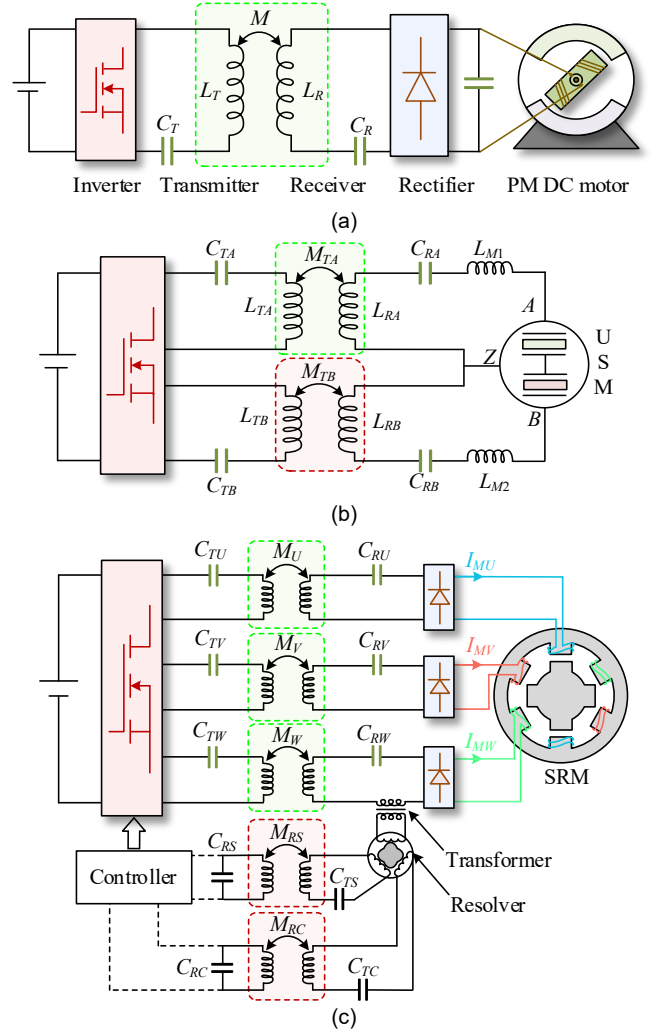 M
L_T
L_R
C_T
C_R
Inverter Transmitter Receiver Rectifier PM DC motor
(a)
C_TA
M_TA
C_RA
L_M1
L_TA
L_RA
A
Z
U
S
M
M_TB
L_TB
L_RB
B
C_TB
C_RB
L_M2
(b)
C_TU
M_U
C_RU
I_MU
C_TV
M_V
C_RV
I_MV
C_TW
M_W
C_RW
I_MW
SRM
C_RS
M_RS
Transformer
Controller
C_TS
Resolver
M_RC
C_RC
C_TC
(c)